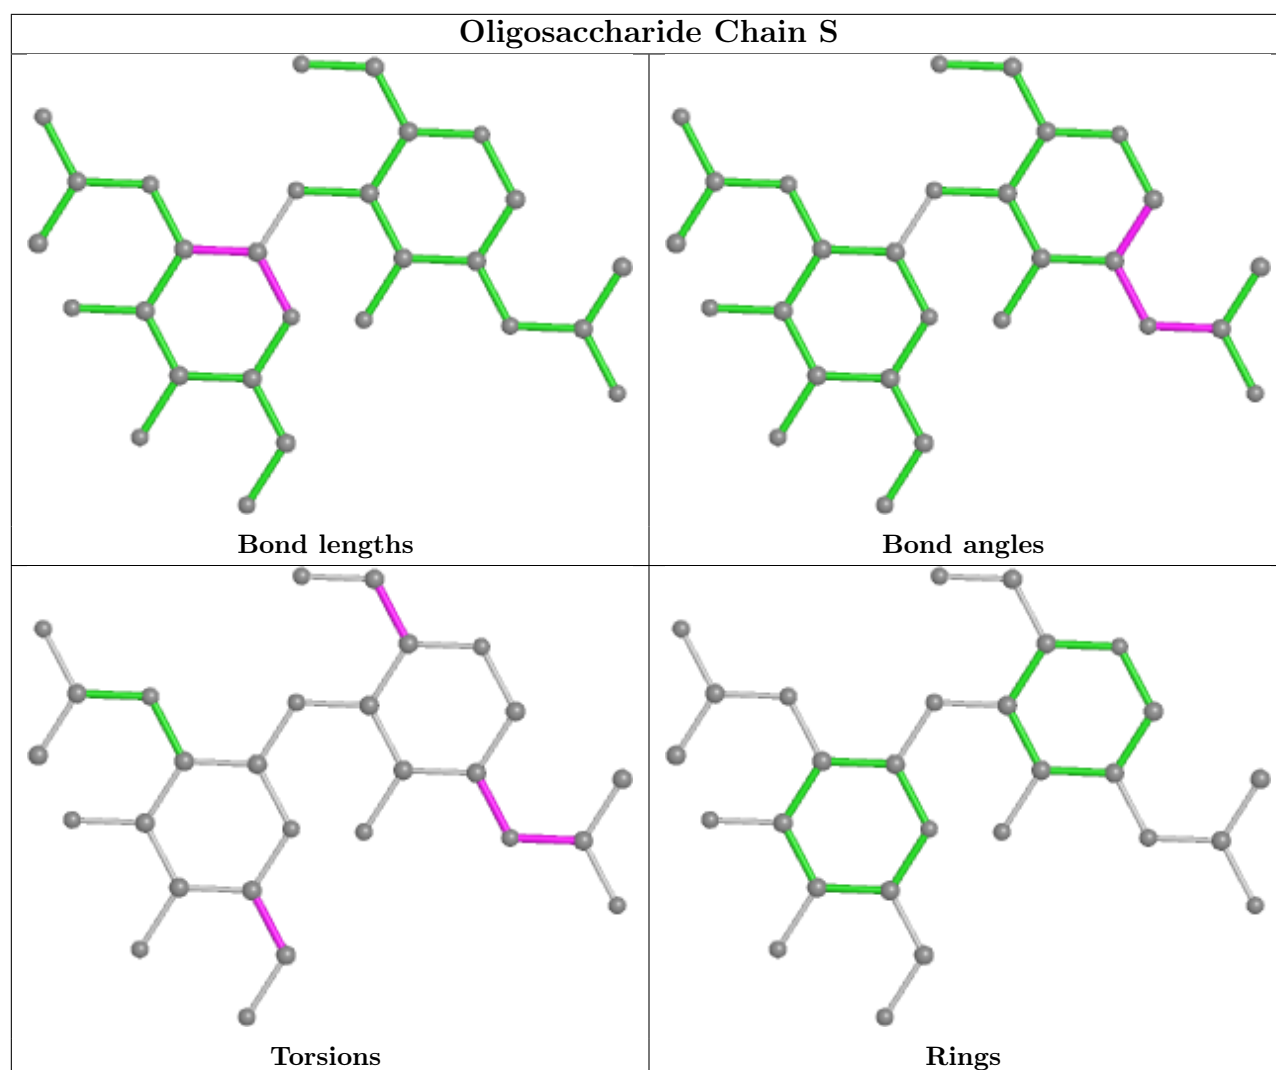 Oligosaccharide Chain S
Bond lengths
Bond angles
Torsions
Rings